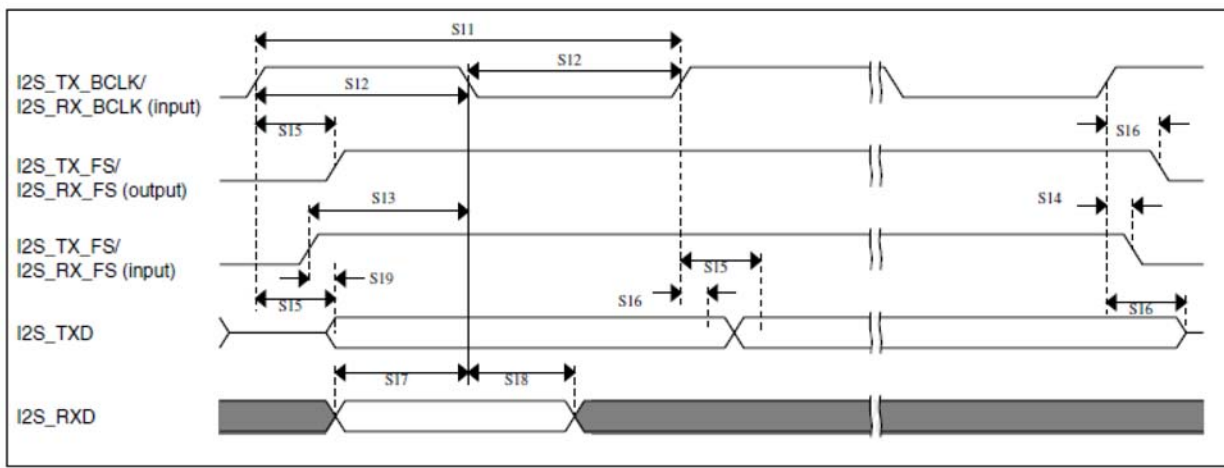 S11
S12
I2S_TX_BCLK/
I2S_RX_BCLK (input)
S12
S15
S16
I2S_TX_FS/
I2S_RX_FS (output)
S13
S14
I2S_TX_FS/
I2S_RX_FS (input)
S15
S19
S15
S16
S16
I2S_TXD
S17
S18
I2S_RXD